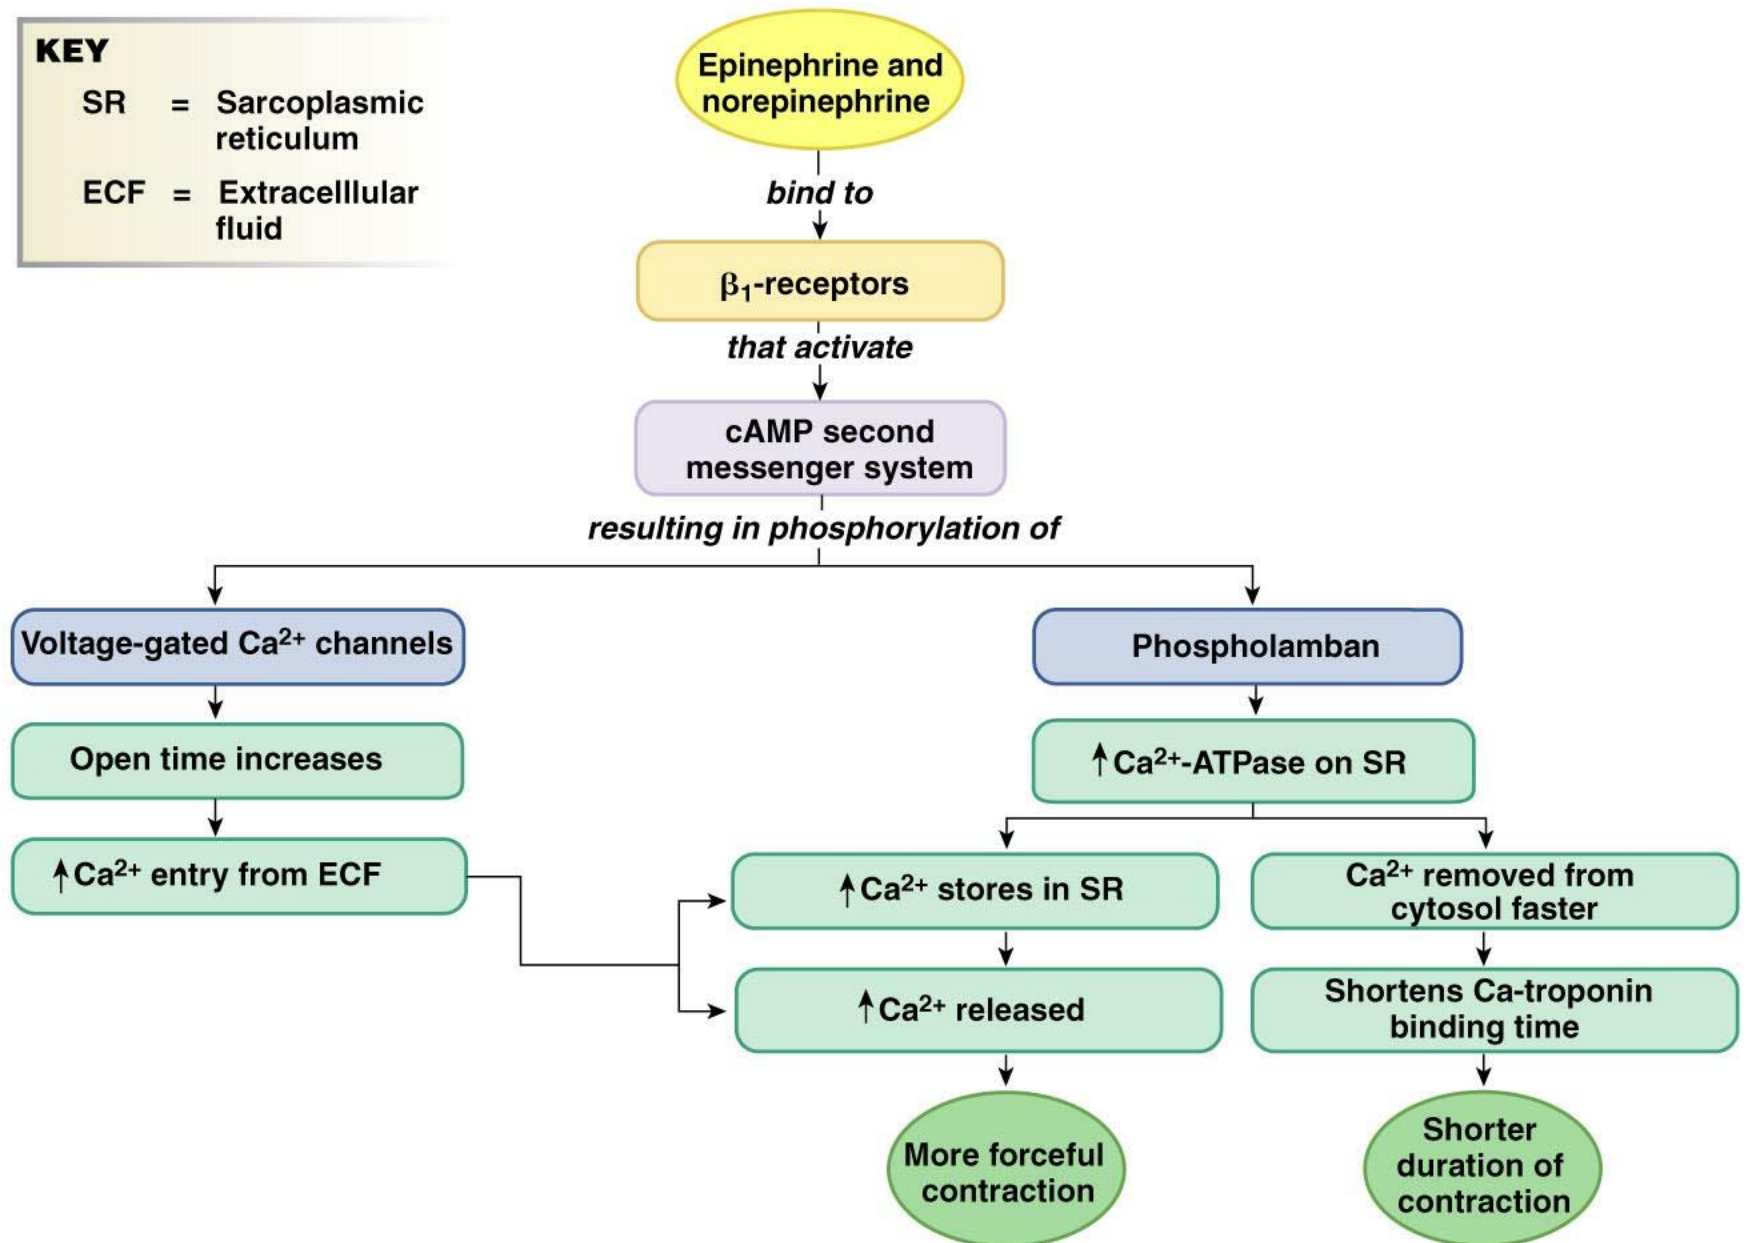 KEY
SR = Sarcoplasmic
reticulum
ECF = Extracelllular
fluid
Epinephrine and
norepinephrine
bind to
β₁-receptors
that activate
cAMP second
messenger system
resulting in phosphorylation of
Voltage-gated Ca²⁺ channels
Phospholamban
Open time increases
↑Ca²⁺-ATPase on SR
↑Ca²⁺ entry from ECF
↑Ca²⁺ stores in SR
Ca²⁺ removed from
cytosol faster
↑Ca²⁺ released
Shortens Ca-troponin
binding time
More forceful
contraction
Shorter
duration of
contraction